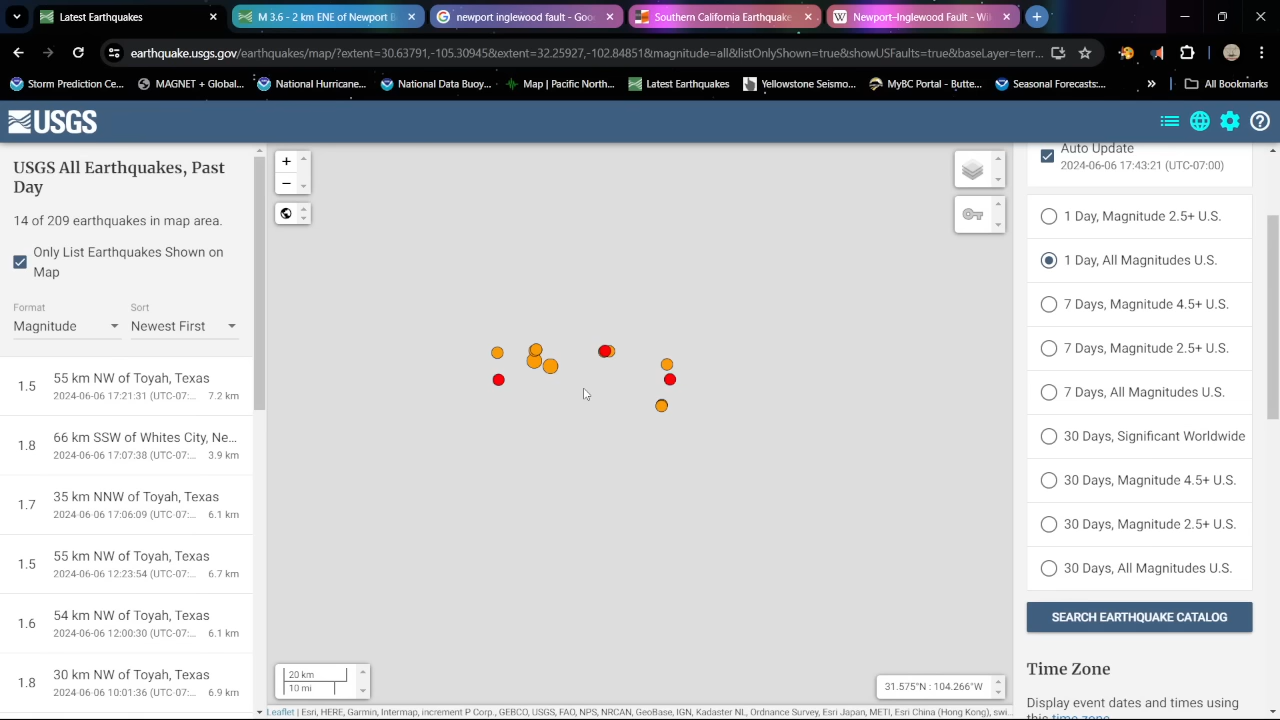 Latest Earthquakes
M 3.6 - 2 km ENE of Newport B
newport inglewood fault - Goo
Southern California Earthquake
Newport–Inglewood Fault - Wi
earthquake.usgs.gov/earthquakes/map/?extent=30.63791,-105.30945&extent=32.25927,-102.84851&magnitude=all&listOnlyShown=true&showUSFaults=true&baseLayer=terr...
Storm Prediction Ce...
MAGNET + Global...
National Hurricane...
National Data Buoy...
Map | Pacific North...
Latest Earthquakes
Yellowstone Seismo...
MyBC Portal - Butte...
Seasonal Forecasts:...
»
All Bookmarks
USGS
USGS All Earthquakes, Past
Day
14 of 209 earthquakes in map area.
Only List Earthquakes Shown on
Map
Format
Sort
Magnitude
Newest First
1.5
55 km NW of Toyah, Texas
2024-06-06 17:21:31 (UTC-07:...
7.2 km
1.8
66 km SSW of Whites City, Ne...
2024-06-06 17:07:38 (UTC-07:...
3.9 km
1.7
35 km NNW of Toyah, Texas
2024-06-06 17:06:09 (UTC-07:...
6.1 km
1.5
55 km NW of Toyah, Texas
2024-06-06 12:23:54 (UTC-07:...
6.7 km
1.6
54 km NW of Toyah, Texas
2024-06-06 12:00:30 (UTC-07:...
6.1 km
1.8
30 km NW of Toyah, Texas
2024-06-06 10:01:36 (UTC-07:...
6.9 km
+
−
20 km
10 mi
31.575°N : 104.266°W
Leaflet | Esri, HERE, Garmin, Intermap, increment P Corp., GEBCO, USGS, FAO, NPS, NRCAN, GeoBase, IGN, Kadaster NL, Ordnance Survey, Esri Japan, METI, Esri China (Hong Kong), swi...
Auto Update
2024-06-06 17:43:21 (UTC-07:00)
1 Day, Magnitude 2.5+ U.S.
1 Day, All Magnitudes U.S.
7 Days, Magnitude 4.5+ U.S.
7 Days, Magnitude 2.5+ U.S.
7 Days, All Magnitudes U.S.
30 Days, Significant Worldwide
30 Days, Magnitude 4.5+ U.S.
30 Days, Magnitude 2.5+ U.S.
30 Days, All Magnitudes U.S.
SEARCH EARTHQUAKE CATALOG
Time Zone
Display event dates and times using
this time zone